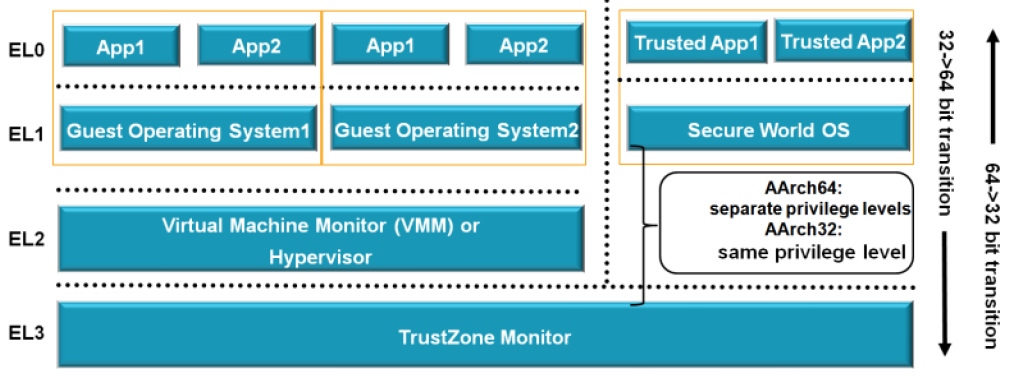 EL0
App1
App2
App1
App2
Trusted App1
Trusted App2
EL1
Guest Operating System1
Guest Operating System2
Secure World OS
AArch64:
separate privilege levels
AArch32:
same privilege level
EL2
Virtual Machine Monitor (VMM) or
Hypervisor
EL3
TrustZone Monitor
32->64 bit transition
64->32 bit transition